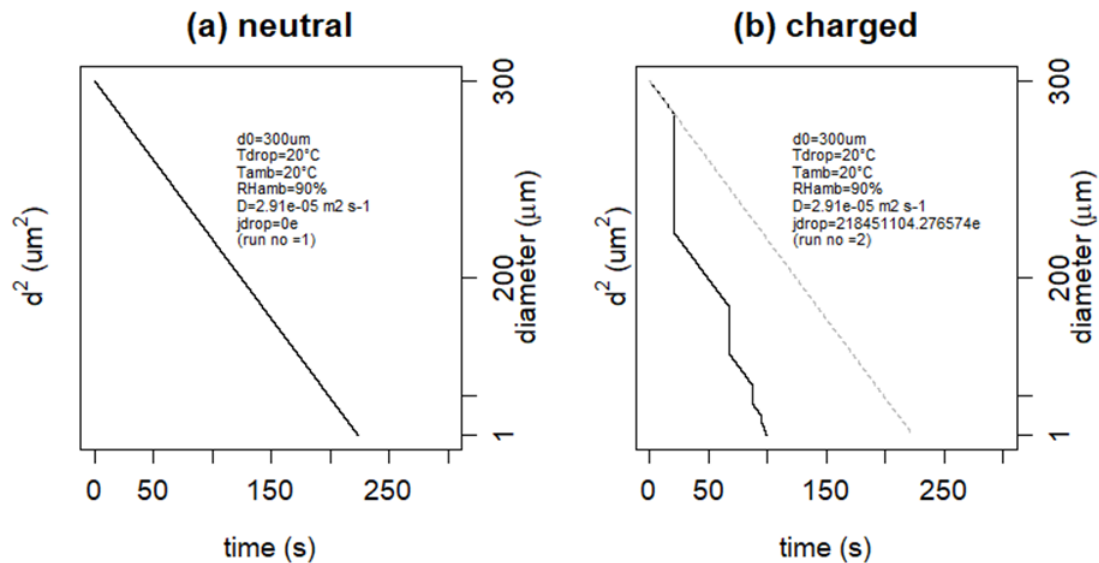 (a) neutral
d² (um²)
d0=300um
Tdrop=20°C
Tamb=20°C
RHamb=90%
D=2.91e-05 m2 s-1
jdrop=0e
(run no =1)
300
200
1
diameter (μm)
0 50 150 250
time (s)
(b) charged
d² (um²)
d0=300um
Tdrop=20°C
Tamb=20°C
RHamb=90%
D=2.91e-05 m2 s-1
jdrop=218451104.276574e
(run no =2)
300
200
1
diameter (μm)
0 50 150 250
time (s)